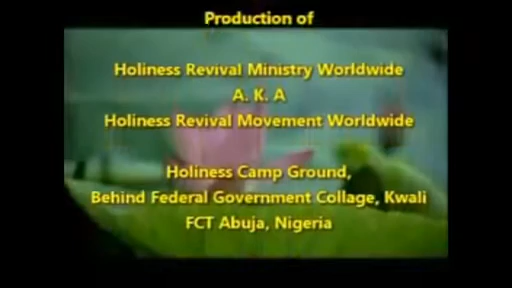 Production of
Holiness Revival Ministry Worldwide
A. K. A
Holiness Revival Movement Worldwide
Holiness Camp Ground,
Behind Federal Government Collage, Kwali
FCT Abuja, Nigeria